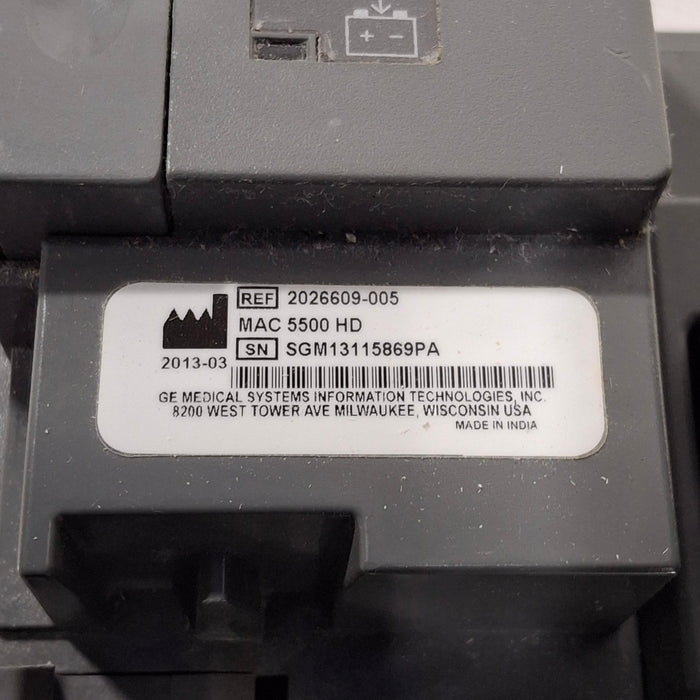 REF 2026609-005
MAC 5500 HD
SN SGM13115869PA
2013-03
GE MEDICAL SYSTEMS INFORMATION TECHNOLOGIES, INC.
8200 WEST TOWER AVE MILWAUKEE, WISCONSIN USA
MADE IN INDIA